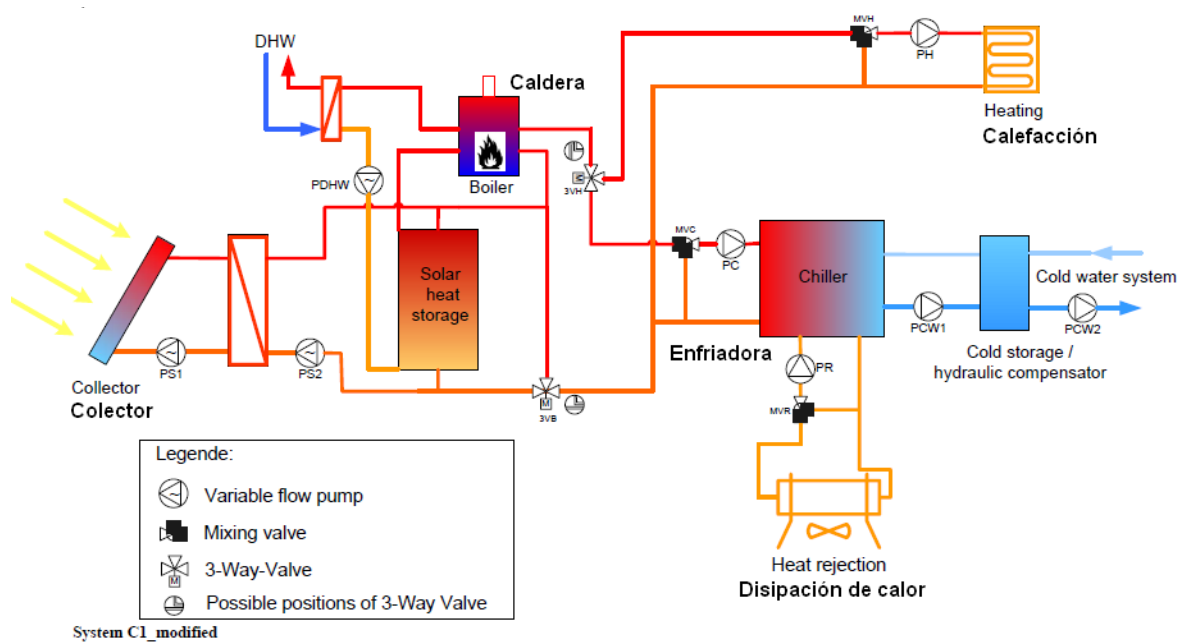 DHW
Caldera
Boiler
PDHW
3VH
MVH
PH
Heating
Calefacción
Solar
heat
storage
MVC
PC
Chiller
Enfriadora
Cold water system
PCW1
PCW2
Cold storage /
hydraulic compensator
PR
MVR
Collector
Colector
PS1
PS2
M
3VB
Heat rejection
Disipación de calor
Legende:
Variable flow pump
Mixing valve
M
3-Way-Valve
Possible positions of 3-Way Valve
System C1_modified